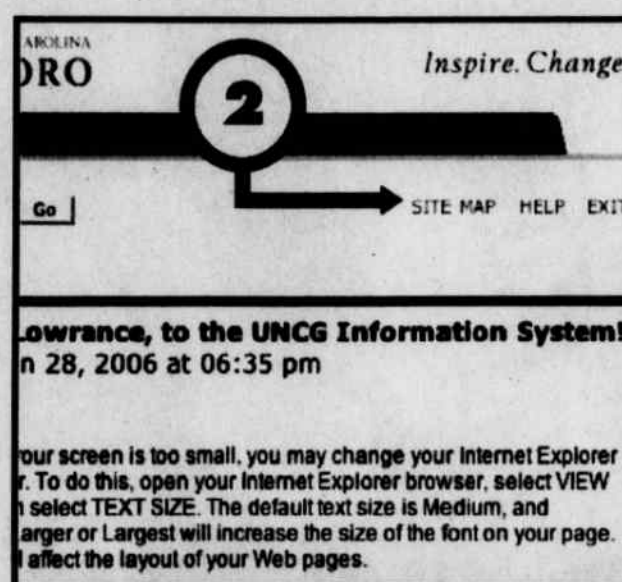 AROLINA
ORO
Inspire. Change
2
Go
SITE MAP HELP EXIT
Lowrance, to the UNCG Information System!
n 28, 2006 at 06:35 pm
our screen is too small, you may change your Internet Explorer
r. To do this, open your Internet Explorer browser, select VIEW
select TEXT SIZE. The default text size is Medium, and
arger or Largest will increase the size of the font on your page.
affect the layout of your Web pages.